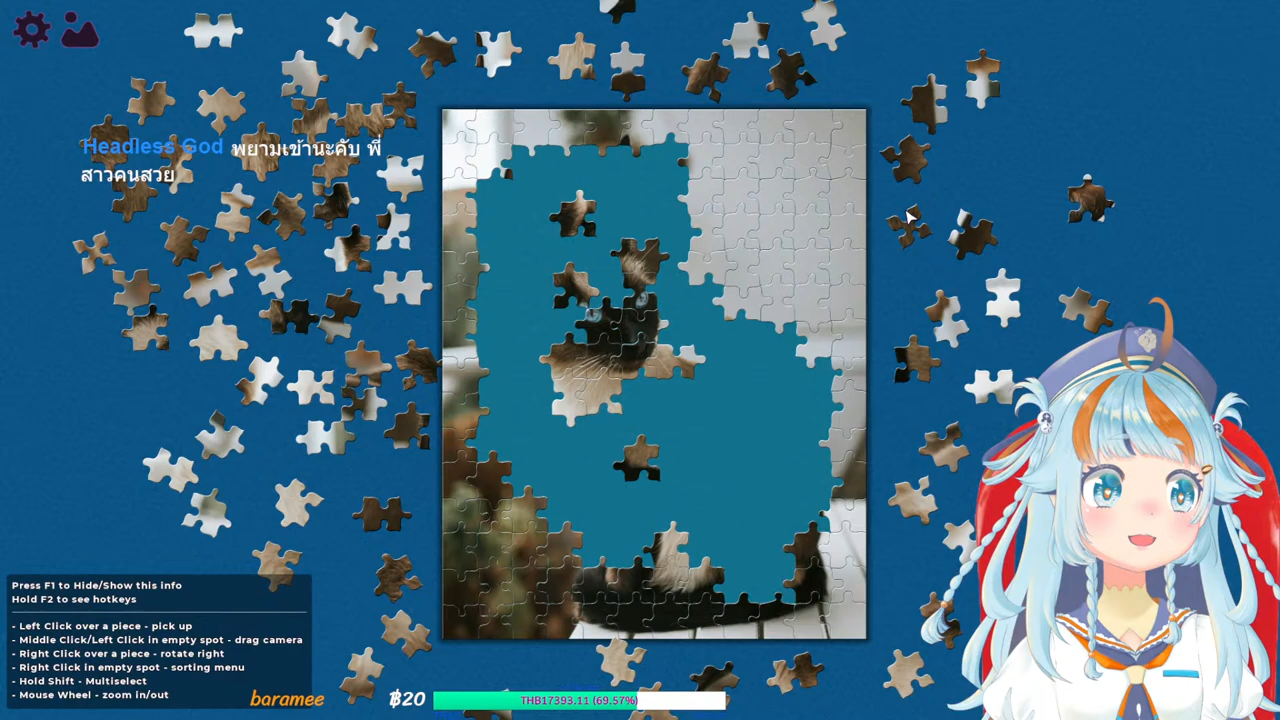 Headless God พยามเข้านะคับ พี่
สาวคนสวย
Press F1 to Hide/Show this info
Hold F2 to see hotkeys
- Left Click over a piece - pick up
- Middle Click/Left Click in empty spot - drag camera
- Right Click over a piece - rotate right
- Right Click in empty spot - sorting menu
- Hold Shift - Multiselect
- Mouse Wheel - zoom in/out
baramee ฿20 THB17393.11 (69.57%)